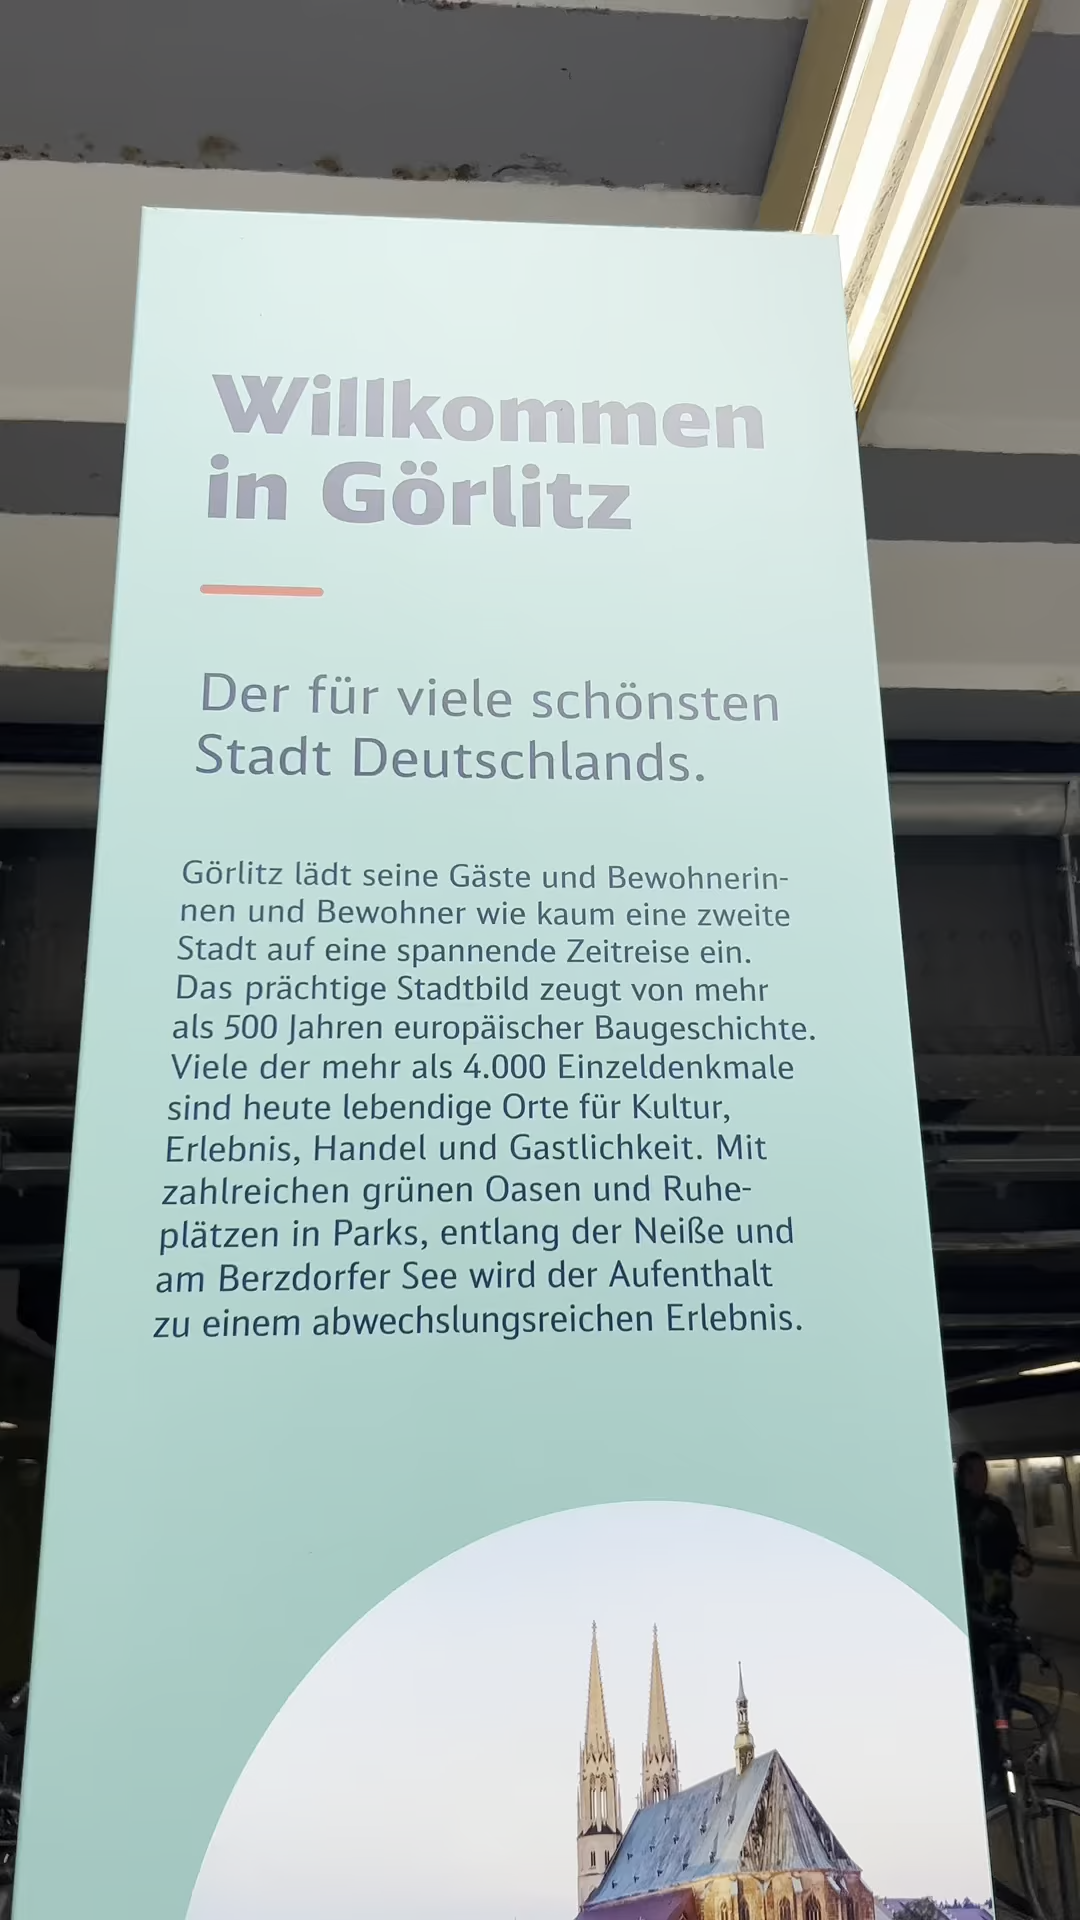 Willkommen
in Görlitz
Der für viele schönsten
Stadt Deutschlands.
Görlitz lädt seine Gäste und Bewohnerin-
nen und Bewohner wie kaum eine zweite
Stadt auf eine spannende Zeitreise ein.
Das prächtige Stadtbild zeugt von mehr
als 500 Jahren europäischer Baugeschichte.
Viele der mehr als 4.000 Einzeldenkmale
sind heute lebendige Orte für Kultur,
Erlebnis, Handel und Gastlichkeit. Mit
zahlreichen grünen Oasen und Ruhe-
plätzen in Parks, entlang der Neiße und
am Berzdorfer See wird der Aufenthalt
zu einem abwechslungsreichen Erlebnis.